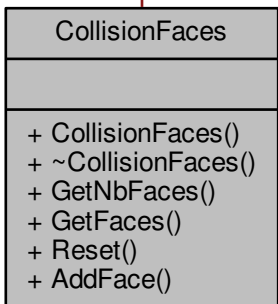 CollisionFaces
+ CollisionFaces()
+ ~CollisionFaces()
+ GetNbFaces()
+ GetFaces()
+ Reset()
+ AddFace()